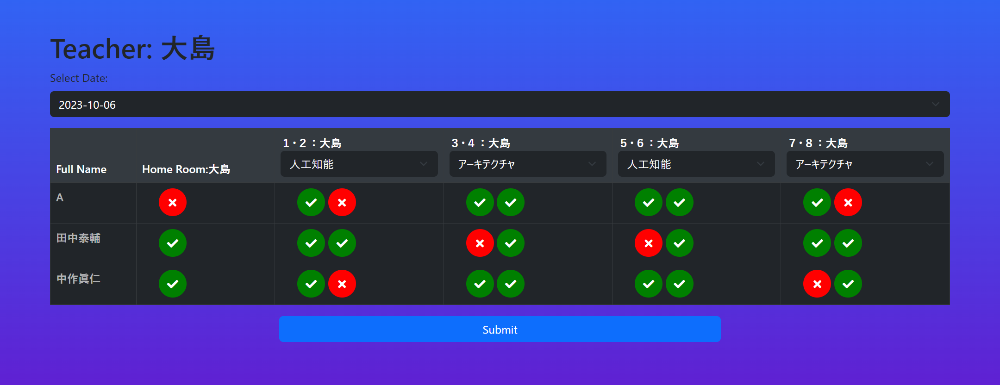 Teacher: 大島
Select Date:
2023-10-06
Full Name
Home Room:大島
1・2 ：大島
人工知能
3・4 ：大島
アーキテクチャ
5・6 ：大島
人工知能
7・8 ：大島
アーキテクチャ
A
田中泰輔
中作眞仁
Submit